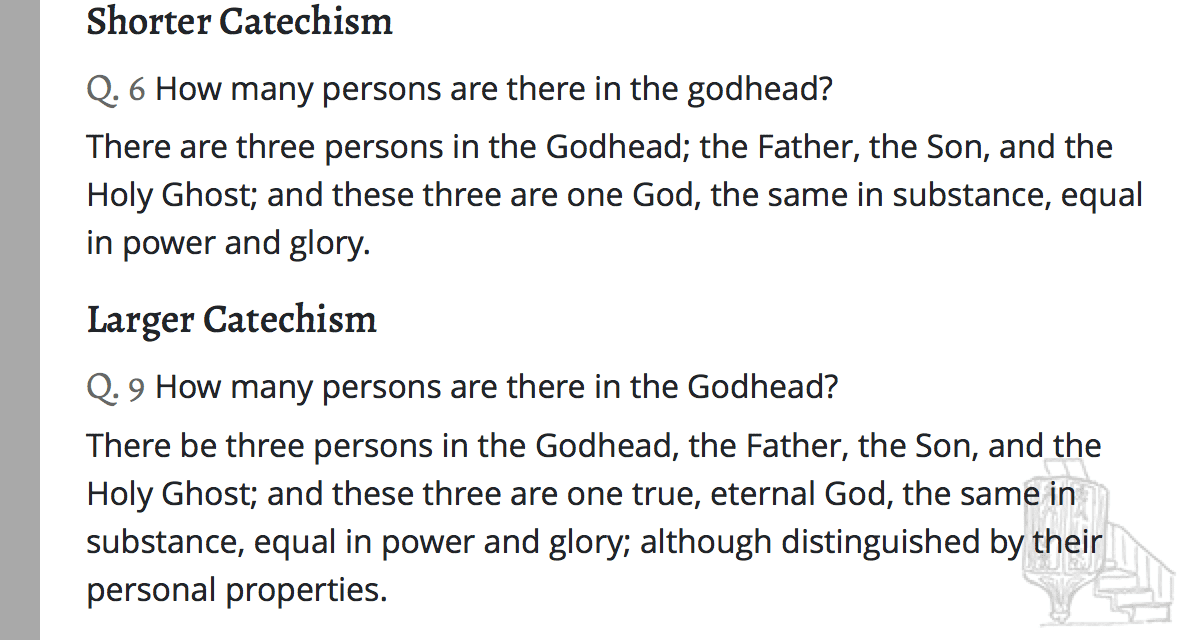 Shorter Catechism
Q. 6 How many persons are there in the godhead?
There are three persons in the Godhead; the Father, the Son, and the
Holy Ghost; and these three are one God, the same in substance, equal
in power and glory.
Larger Catechism
Q. 9 How many persons are there in the Godhead?
There be three persons in the Godhead, the Father, the Son, and the
Holy Ghost; and these three are one true, eternal God, the same in
substance, equal in power and glory; although distinguished by their
personal properties.